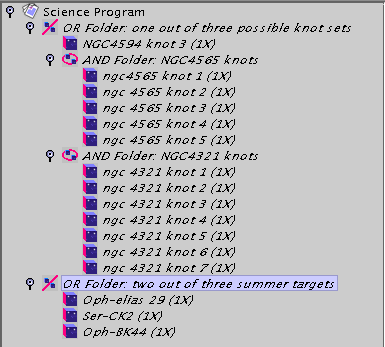 Science Program
OR Folder: one out of three possible knot sets
NGC4594 knot 3 (1X)
AND Folder: NGC4565 knots
ngc4565 knot 1 (1X)
ngc 4565 knot 2 (1X)
ngc 4565 knot 3 (1X)
ngc 4565 knot 4 (1X)
ngc 4565 knot 5 (1X)
AND Folder: NGC4321 knots
ngc 4321 knot 1 (1X)
ngc 4321 knot 2 (1X)
ngc 4321 knot 3 (1X)
ngc 4321 knot 4 (1X)
ngc 4321 knot 5 (1X)
ngc 4321 knot 6 (1X)
ngc 4321 knot 7 (1X)
OR Folder: two out of three summer targets
Oph-elias 29 (1X)
Ser-CK2 (1X)
Oph-BK44 (1X)